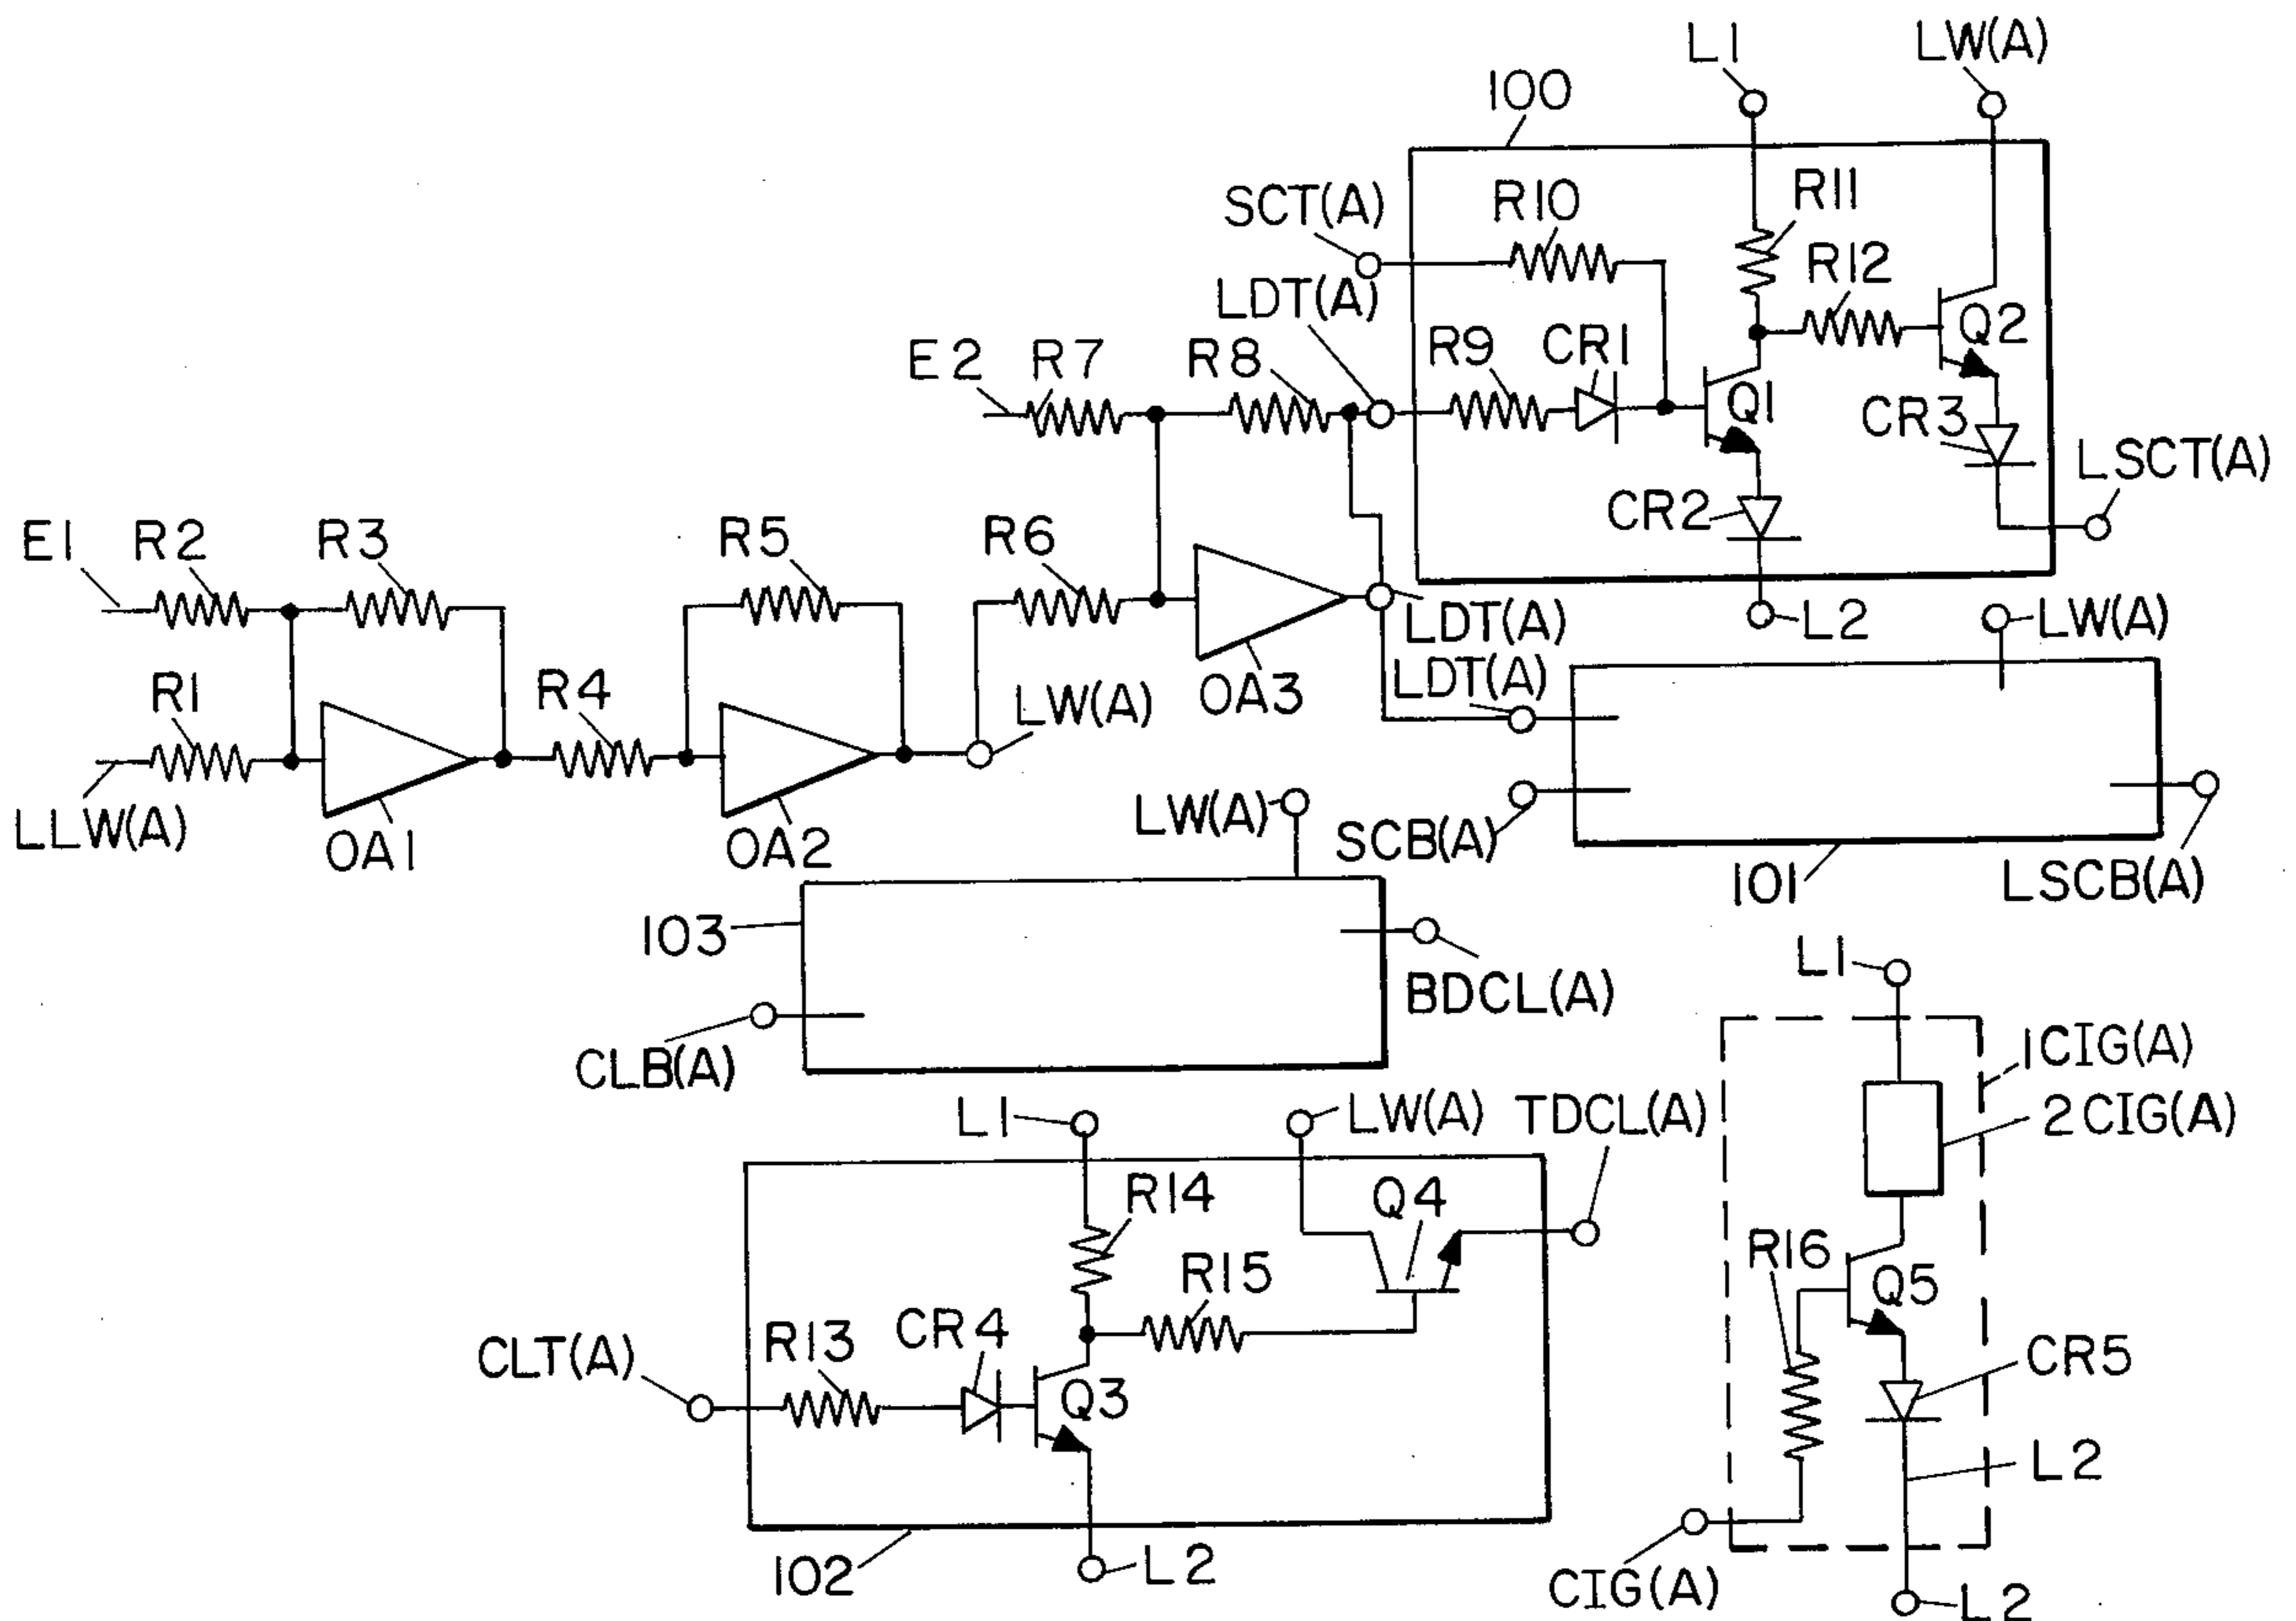 L1
LW(A)
100
SCT(A)
R10
R11
LDT(A)
R12
E2
R7
R8
R9
CR1
Q1
Q2
CR3
LSCT(A)
CR2
E1
R2
R3
R5
R6
L2
LDT(A)
LW(A)
R1
R4
OA3
LDT(A)
LW(A)
LLW(A)
OA1
OA2
LW(A)
SCB(A)
101
LSCB(A)
103
BDCL(A)
L1
CLB(A)
1CIG(A)
L1
LW(A)
TDCL(A)
2CIG(A)
R14
Q4
R16
Q5
R15
CLT(A)
R13
CR4
Q3
CR5
L2
102
L2
CIG(A)
L2